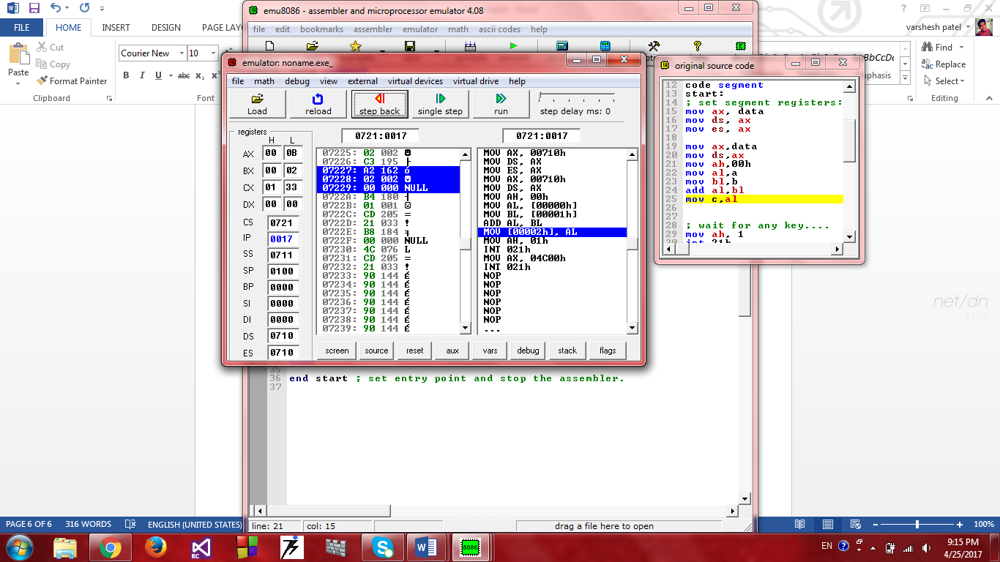 emu8086 - assembler and microprocessor emulator 4.08
FILE HOME INSERT DESIGN PAGE LAY
varshesh patel
file edit bookmarks assembler emulator math ascii codes help
Paste
Cut
Copy
Format Painter
Clipboard
Courier New 10
B I U abc x₂ x²
Font
Find
Replace
Select
Editing
emulator: noname.exe_
file math debug view external virtual devices virtual drive help
Load reload step back single step run step delay ms: 0
registers
H L
AX 00 0B
BX 00 02
CX 01 33
DX 00 00
CS 0721
IP 0017
SS 0711
SP 0100
BP 0000
SI 0000
DI 0000
DS 0710
ES 0710
0721:0017
07225: 02 002
07226: C3 195 ├
07227: A2 162 ó
07228: 02 002
07229: 00 000 NULL
0722A: B4 180 ┤
0722B: 01 001 ☺
0722C: CD 205 =
0722D: 21 033 !
0722E: B8 184 ╕
0722F: 00 000 NULL
07230: 4C 076 L
07231: CD 205 =
07232: 21 033 !
07233: 90 144 É
07234: 90 144 É
07235: 90 144 É
07236: 90 144 É
07237: 90 144 É
07238: 90 144 É
07239: 90 144 É
0721:0017
MOV AX, 00710h
MOV DS, AX
MOV ES, AX
MOV AX, 00710h
MOV DS, AX
MOV AH, 00h
MOV AL, [00000h]
MOV BL, [00001h]
ADD AL, BL
MOV [00002h], AL
MOV AH, 01h
INT 021h
MOV AX, 04C00h
INT 021h
NOP
NOP
NOP
NOP
NOP
NOP
...
screen source reset aux vars debug stack flags
original source code
12 code segment
13 start:
14 ; set segment registers:
15 mov ax, data
16 mov ds, ax
17 mov es, ax
18
19 mov ax,data
20 mov ds,ax
21 mov ah,00h
22 mov al,a
23 mov bl,b
24 add al,bl
25 mov c,al
26
27
28 ; wait for any key....
29 mov ah, 1
30 int 21h
36 end start ; set entry point and stop the assembler.
37
net/dn
234.0
line: 21 col: 15 drag a file here to open
PAGE 6 OF 6 316 WORDS ENGLISH (UNITED STATES) 100%
8086
EN 9:15 PM
4/25/2017